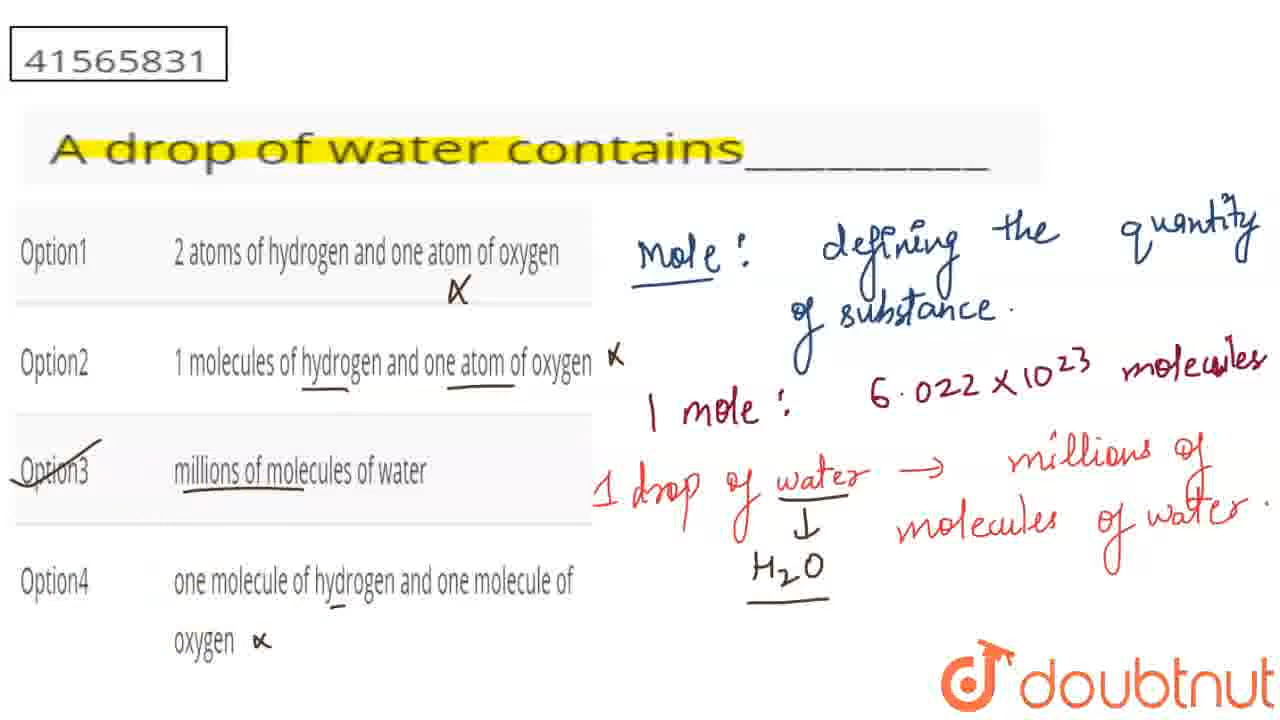 41565831
A drop of water contains__________
Option1 2 atoms of hydrogen and one atom of oxygen
Option2 1 molecules of hydrogen and one atom of oxygen
Option3 millions of molecules of water
Option4 one molecule of hydrogen and one molecule of
oxygen
Mole: defining the quantity
of substance.
1 mole: 6.022 × 10²³ molecules
1 drop of water → millions of
molecules of water.
↓
H₂O
doubtnut